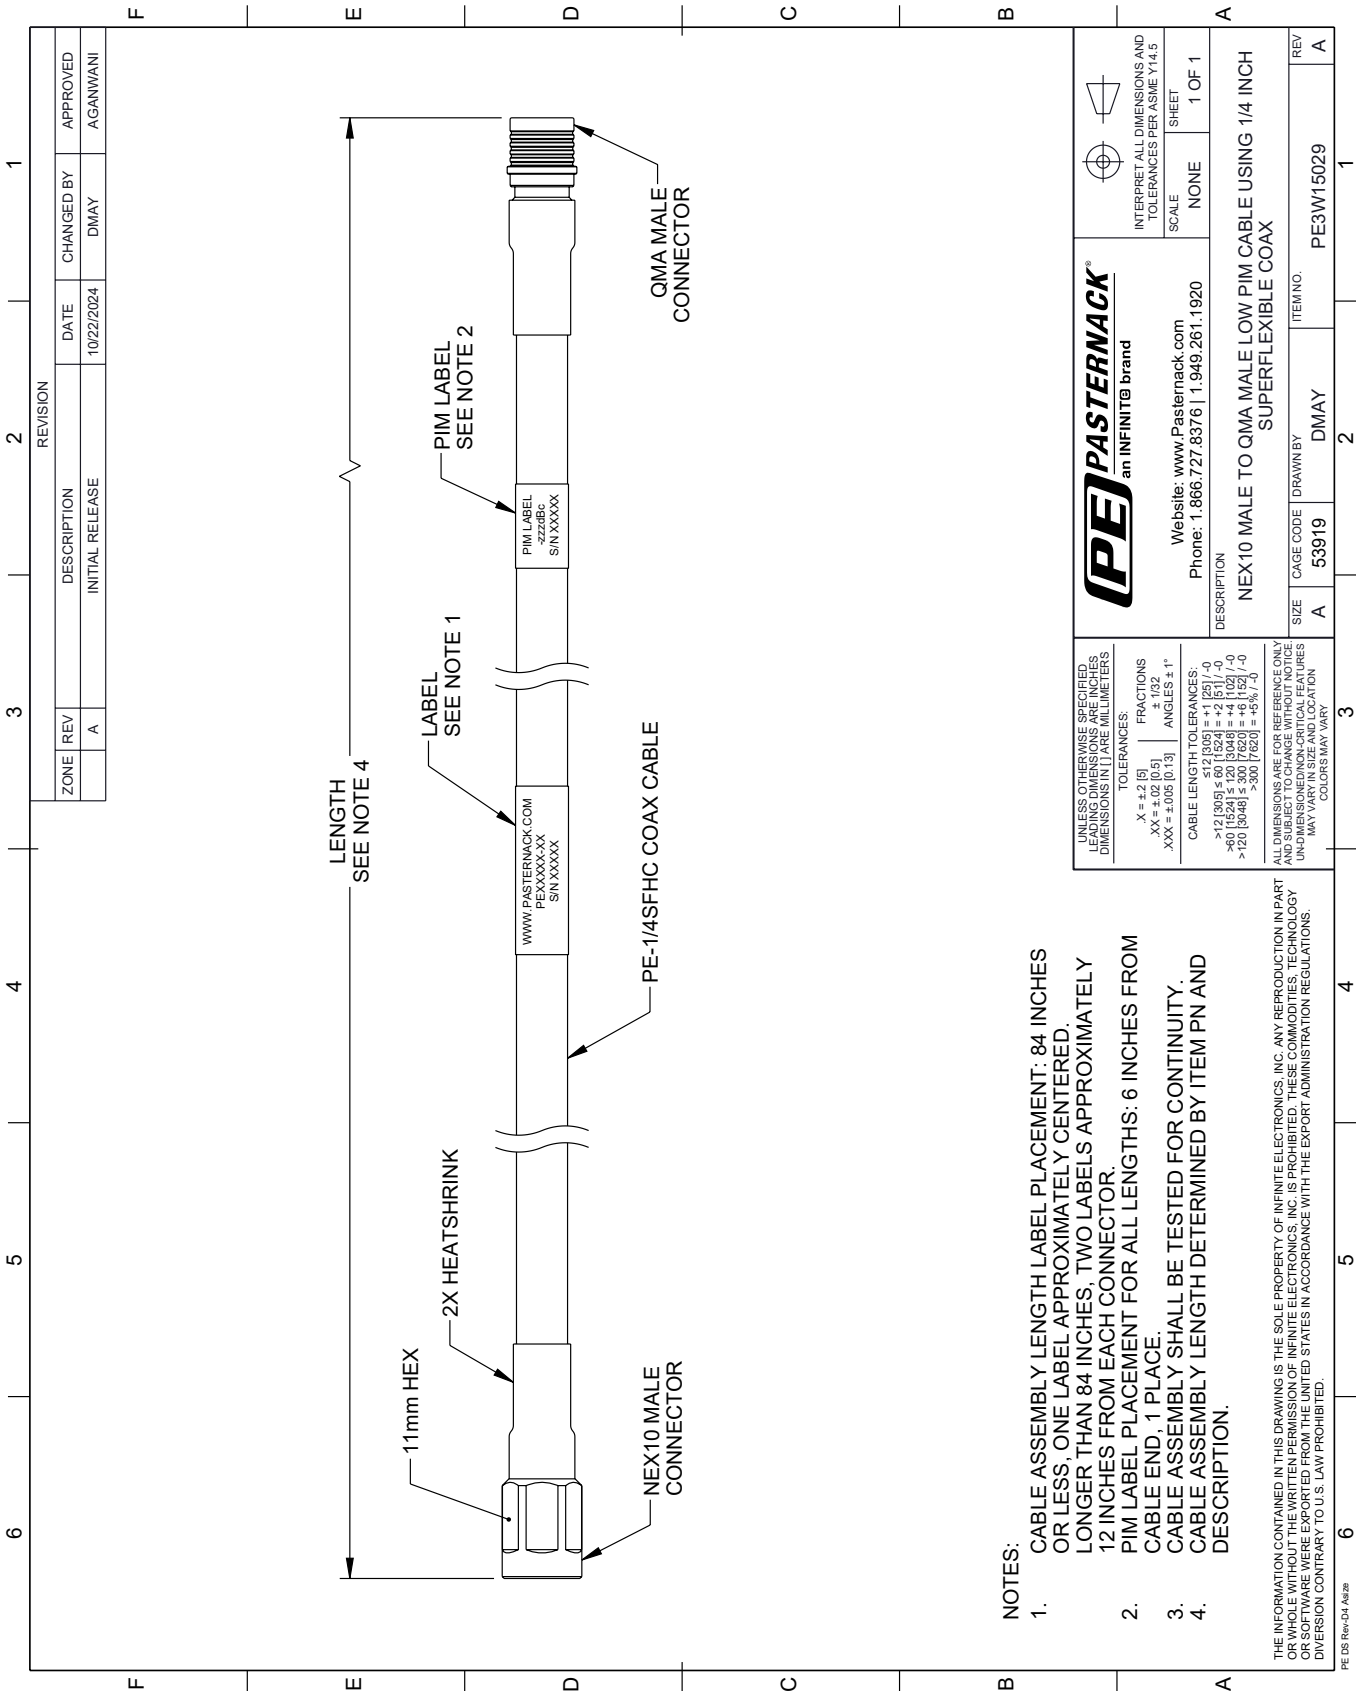 6
5
4
3
2
1
F
E
D
C
B
A
REVISION
ZONE REV DESCRIPTION DATE CHANGED BY APPROVED
A INITIAL RELEASE 10/22/2024 DMAY AGANWANI
LENGTH
SEE NOTE 4
11mm HEX
2X HEATSHRINK
LABEL
SEE NOTE 1
PIM LABEL
SEE NOTE 2
WWW.PASTERNACK.COM
PEXXXXX-XX
S/N XXXXX
PIM LABEL
-zzzdBc
S/N XXXXX
NEX10 MALE
CONNECTOR
PE-1/4SFHC COAX CABLE
QMA MALE
CONNECTOR
NOTES:
1. CABLE ASSEMBLY LENGTH LABEL PLACEMENT: 84 INCHES
OR LESS, ONE LABEL APPROXIMATELY CENTERED.
LONGER THAN 84 INCHES, TWO LABELS APPROXIMATELY
12 INCHES FROM EACH CONNECTOR.
2. PIM LABEL PLACEMENT FOR ALL LENGTHS: 6 INCHES FROM
CABLE END, 1 PLACE.
3. CABLE ASSEMBLY SHALL BE TESTED FOR CONTINUITY.
4. CABLE ASSEMBLY LENGTH DETERMINED BY ITEM PN AND
DESCRIPTION.
THE INFORMATION CONTAINED IN THIS DRAWING IS THE SOLE PROPERTY OF INFINITE ELECTRONICS, INC. ANY REPRODUCTION IN PART
OR WHOLE WITHOUT THE WRITTEN PERMISSION OF INFINITE ELECTRONICS, INC. IS PROHIBITED. THESE COMMODITIES, TECHNOLOGY
OR SOFTWARE WERE EXPORTED FROM THE UNITED STATES IN ACCORDANCE WITH THE EXPORT ADMINISTRATION REGULATIONS.
DIVERSION CONTRARY TO U.S. LAW PROHIBITED.
UNLESS OTHERWISE SPECIFIED
LEADING DIMENSIONS ARE INCHES
DIMENSIONS IN [ ] ARE MILLIMETERS
TOLERANCES:
.X = ±.2 [5] FRACTIONS
.XX = ±.02 [0.5] ± 1/32
.XXX = ±.005 [0.13] ANGLES ± 1°
CABLE LENGTH TOLERANCES:
≤12 [305] = +1 [25] / -0
>12 [305] ≤ 60 [1524] = +2 [51] / -0
>60 [1524] ≤ 120 [3048] = +4 [102] / -0
>120 [3048] ≤ 300 [7620] = +6 [152] / -0
>300 [7620] = +5% / -0
ALL DIMENSIONS ARE FOR REFERENCE ONLY
AND SUBJECT TO CHANGE WITHOUT NOTICE.
UN-DIMENSIONED/NON-CRITICAL FEATURES
MAY VARY IN SIZE AND LOCATION
COLORS MAY VARY
PE PASTERNACK®
an INFINIT® brand
Website: www.Pasternack.com
Phone: 1.866.727.8376 | 1.949.261.1920
INTERPRET ALL DIMENSIONS AND
TOLERANCES PER ASME Y14.5
SCALE SHEET
NONE 1 OF 1
DESCRIPTION
NEX10 MALE TO QMA MALE LOW PIM CABLE USING 1/4 INCH
SUPERFLEXIBLE COAX
SIZE CAGE CODE DRAWN BY ITEM NO. REV
A 53919 DMAY PE3W15029 A
F
E
D
C
B
A
6
5
4
3
2
1
PE DS Rev-D4 Asize